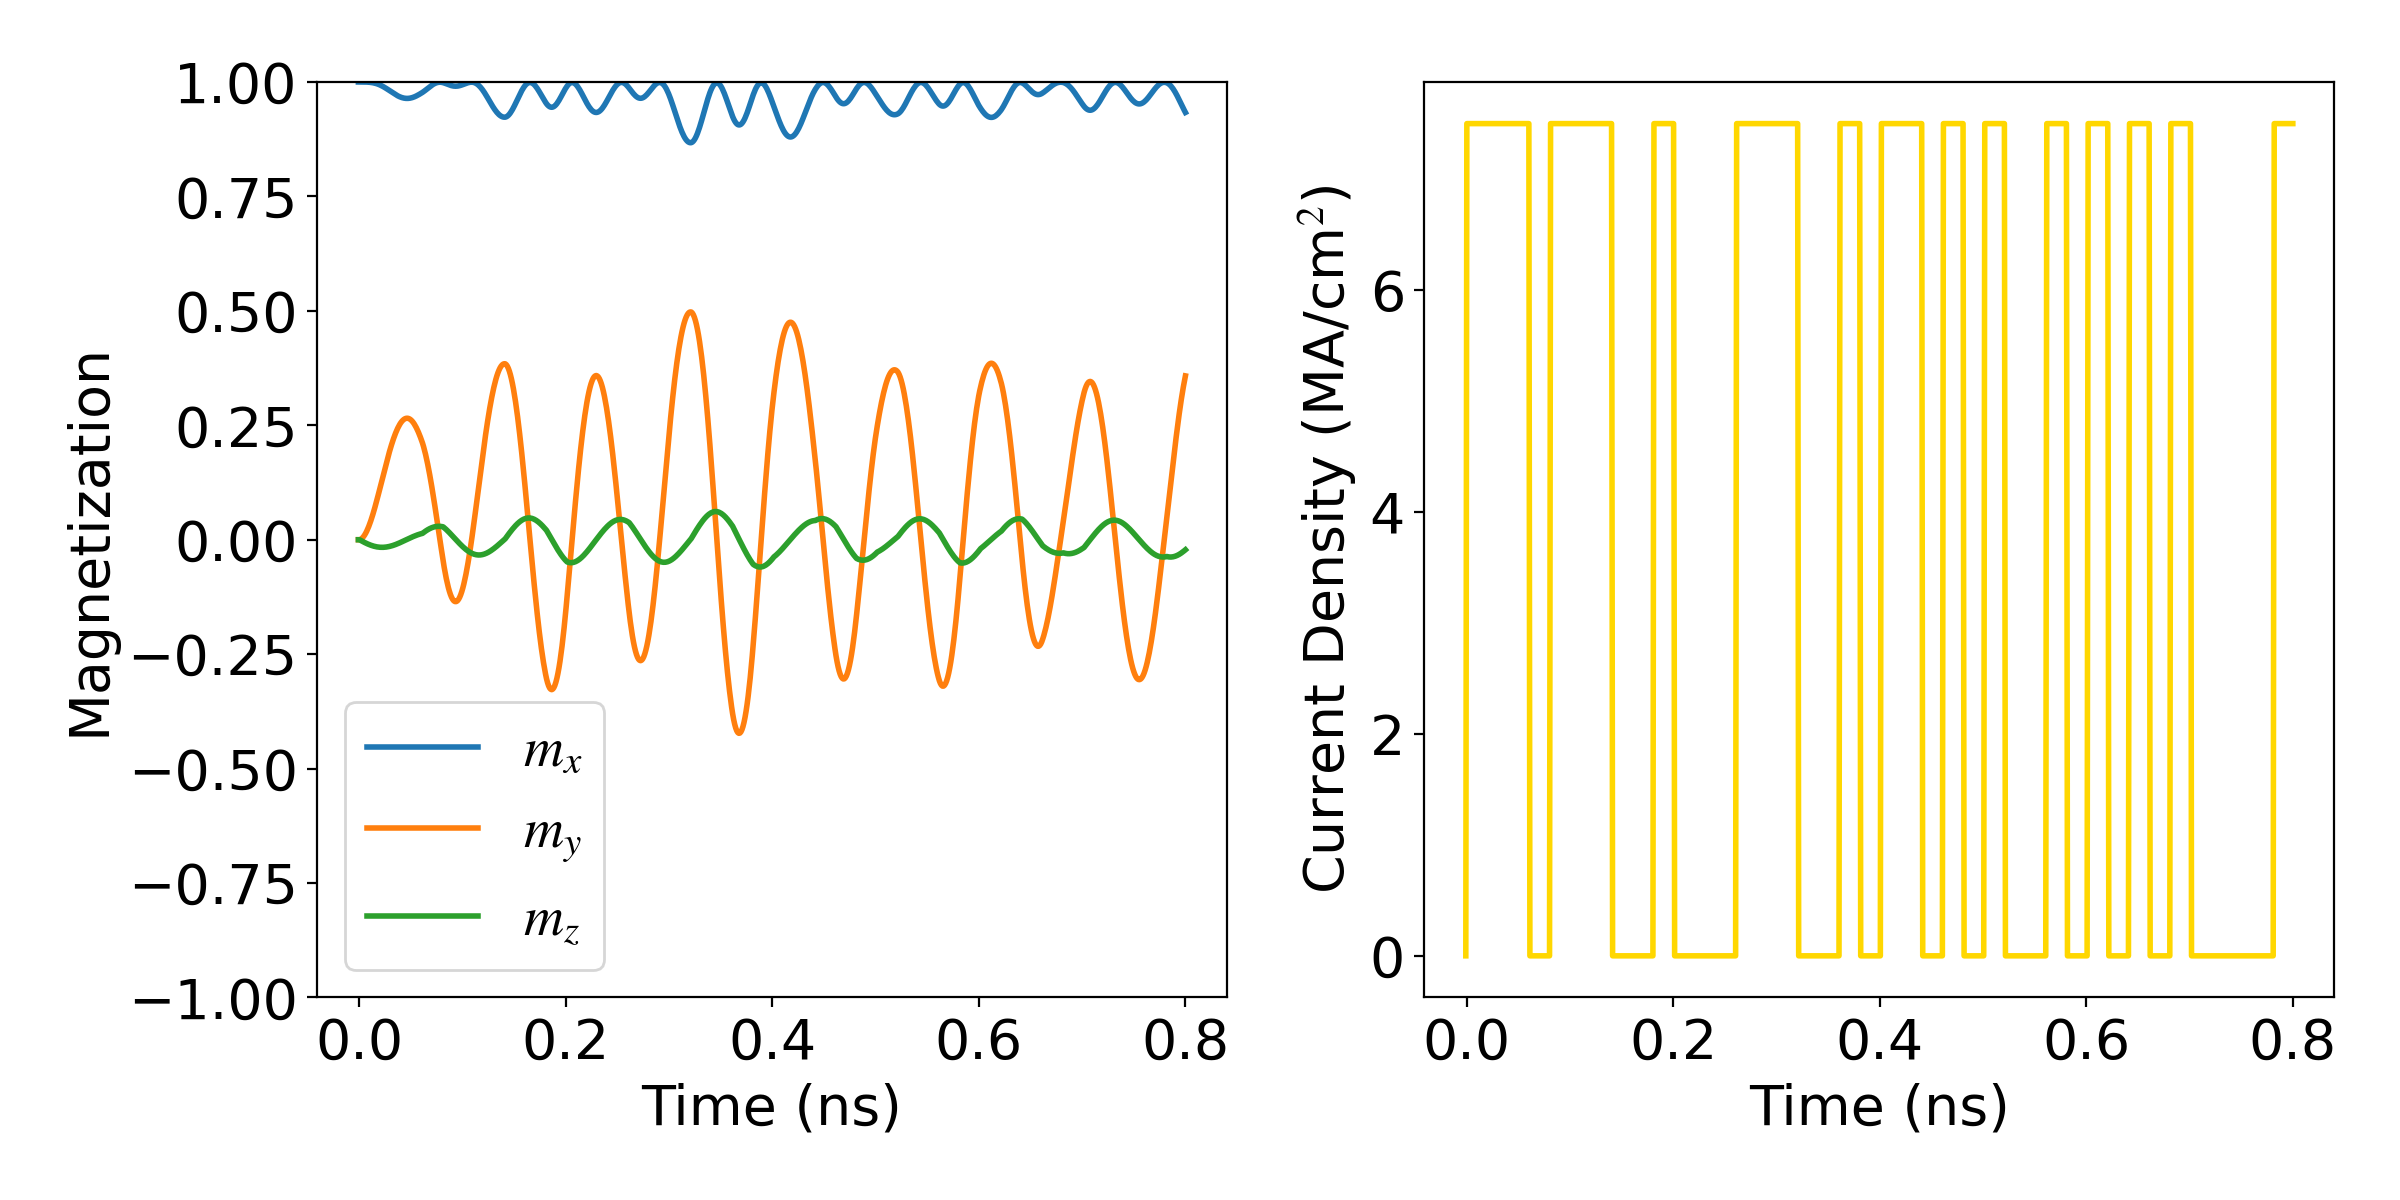 Magnetization
1.00
0.75
0.50
0.25
0.00
−0.25
−0.50
−0.75
−1.00
0.0 0.2 0.4 0.6 0.8
Time (ns)
m_x
m_y
m_z
Current Density (MA/cm²)
6
4
2
0
0.0 0.2 0.4 0.6 0.8
Time (ns)